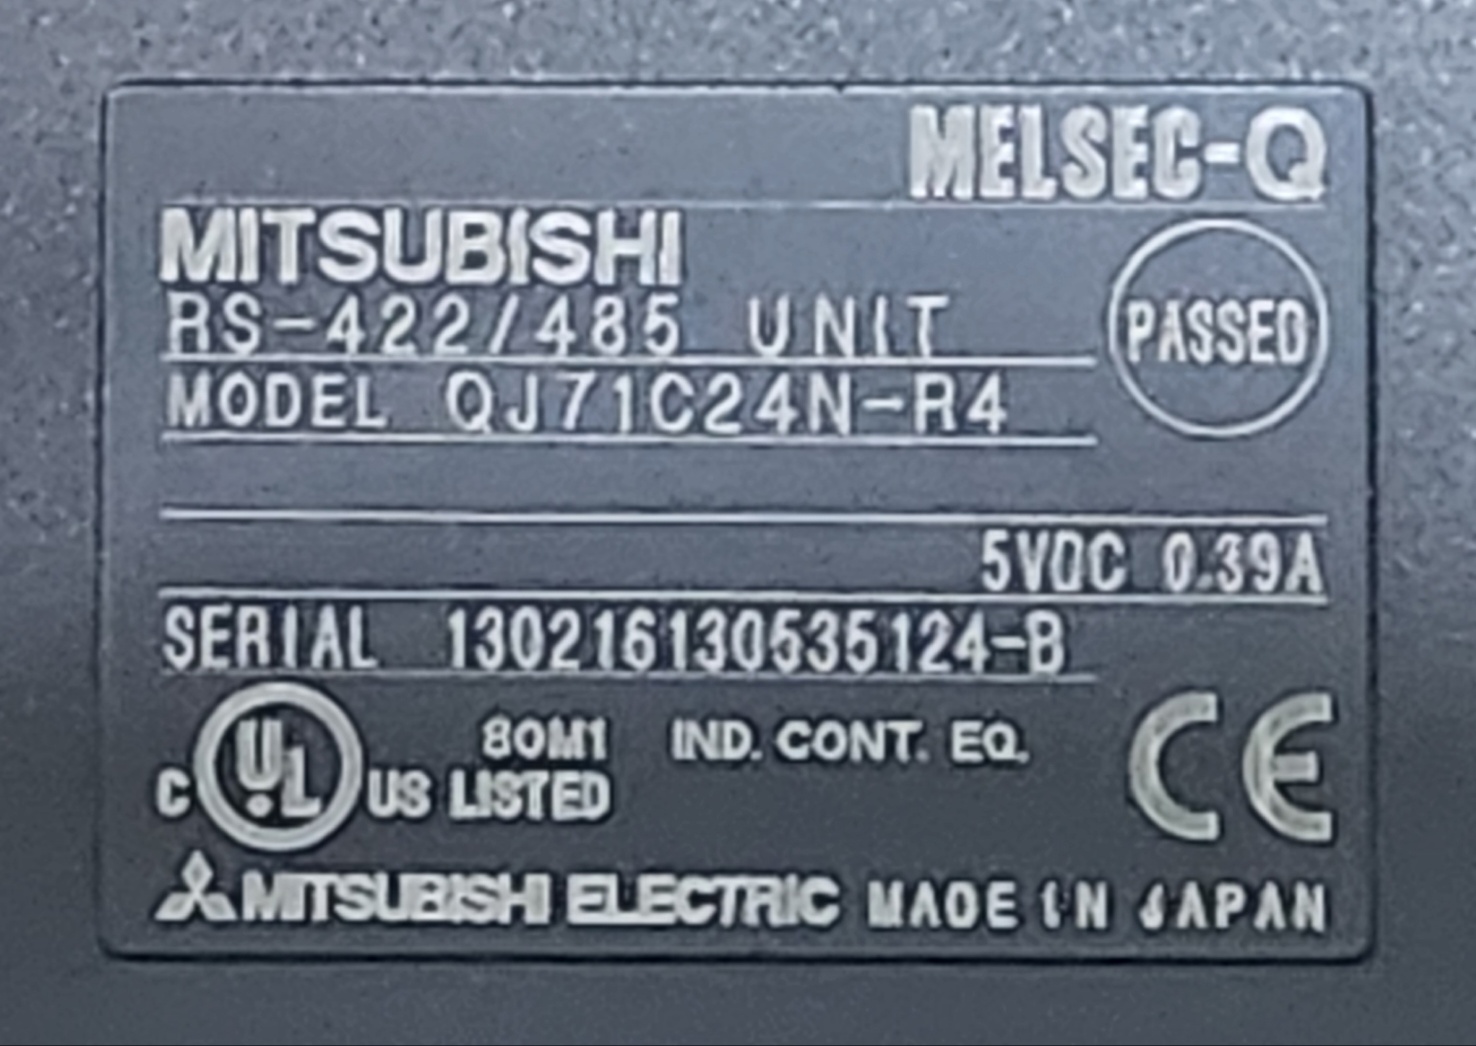 MELSEC-Q
MITSUBISHI
RS-422/485 UNIT
PASSED
MODEL QJ71C24N-R4
5VDC 0.39A
SERIAL 130216130535124-B
80M1 IND. CONT. EQ.
C UL US LISTED
CE
MITSUBISHI ELECTRIC MADE IN JAPAN